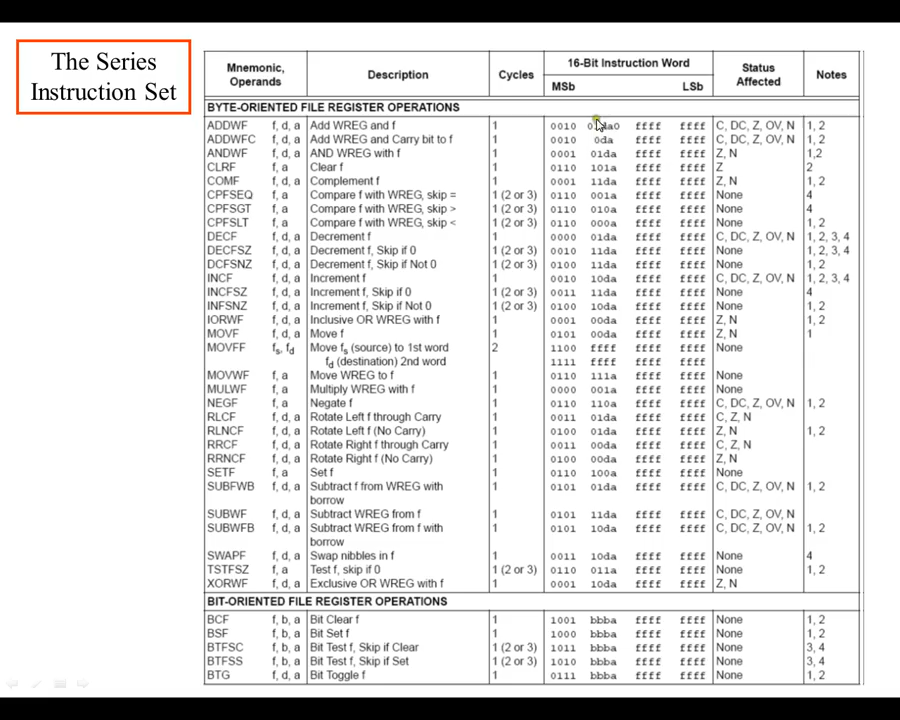 The Series
Instruction Set
Mnemonic, Operands Description Cycles 16-Bit Instruction Word MSb LSb Status Affected Notes
BYTE-ORIENTED FILE REGISTER OPERATIONS
ADDWF f, d, a Add WREG and f 1 0010 ffff ffff C, DC, Z, OV, N 1, 2
ADDWFC f, d, a Add WREG and Carry bit to f 1 0010 0da ffff ffff C, DC, Z, OV, N 1, 2
ANDWF f, d, a AND WREG with f 1 0001 01da ffff ffff Z, N 1,2
CLRF f, a Clear f 1 0110 101a ffff ffff Z 2
COMF f, d, a Complement f 1 0001 11da ffff ffff Z, N 1, 2
CPFSEQ f, a Compare f with WREG, skip = 1 (2 or 3) 0110 001a ffff ffff None 4
CPFSGT f, a Compare f with WREG, skip > 1 (2 or 3) 0110 010a ffff ffff None 4
CPFSLT f, a Compare f with WREG, skip < 1 (2 or 3) 0110 000a ffff ffff None 1, 2
DECF f, d, a Decrement f 1 0000 01da ffff ffff C, DC, Z, OV, N 1, 2, 3, 4
DECFSZ f, d, a Decrement f, Skip if 0 1 (2 or 3) 0010 11da ffff ffff None 1, 2, 3, 4
DCFSNZ f, d, a Decrement f, Skip if Not 0 1 (2 or 3) 0100 11da ffff ffff None 1, 2
INCF f, d, a Increment f 1 0010 10da ffff ffff C, DC, Z, OV, N 1, 2, 3, 4
INCFSZ f, d, a Increment f, Skip if 0 1 (2 or 3) 0011 11da ffff ffff None 4
INFSNZ f, d, a Increment f, Skip if Not 0 1 (2 or 3) 0100 10da ffff ffff None 1, 2
IORWF f, d, a Inclusive OR WREG with f 1 0001 00da ffff ffff Z, N 1, 2
MOVF f, d, a Move f 1 0101 00da ffff ffff Z, N 1
MOVFF fs, fd Move fs (source) to 1st word 2 1100 ffff ffff ffff None
fd (destination) 2nd word 1111 ffff ffff ffff
MOVWF f, a Move WREG to f 1 0110 111a ffff ffff None
MULWF f, a Multiply WREG with f 1 0000 001a ffff ffff None
NEGF f, a Negate f 1 0110 110a ffff ffff C, DC, Z, OV, N 1, 2
RLCF f, d, a Rotate Left f through Carry 1 0011 01da ffff ffff C, Z, N
RLNCF f, d, a Rotate Left f (No Carry) 1 0100 01da ffff ffff Z, N 1, 2
RRCF f, d, a Rotate Right f through Carry 1 0011 00da ffff ffff C, Z, N
RRNCF f, d, a Rotate Right f (No Carry) 1 0100 00da ffff ffff Z, N
SETF f, a Set f 1 0110 100a ffff ffff None
SUBFWB f, d, a Subtract f from WREG with 1 0101 01da ffff ffff C, DC, Z, OV, N 1, 2
borrow
SUBWF f, d, a Subtract WREG from f 1 0101 11da ffff ffff C, DC, Z, OV, N
SUBWFB f, d, a Subtract WREG from f with 1 0101 10da ffff ffff C, DC, Z, OV, N 1, 2
borrow
SWAPF f, d, a Swap nibbles in f 1 0011 10da ffff ffff None 4
TSTFSZ f, a Test f, skip if 0 1 (2 or 3) 0110 011a ffff ffff None 1, 2
XORWF f, d, a Exclusive OR WREG with f 1 0001 10da ffff ffff Z, N
BIT-ORIENTED FILE REGISTER OPERATIONS
BCF f, b, a Bit Clear f 1 1001 bbba ffff ffff None 1, 2
BSF f, b, a Bit Set f 1 1000 bbba ffff ffff None 1, 2
BTFSC f, b, a Bit Test f, Skip if Clear 1 (2 or 3) 1011 bbba ffff ffff None 3, 4
BTFSS f, b, a Bit Test f, Skip if Set 1 (2 or 3) 1010 bbba ffff ffff None 3, 4
BTG f, d, a Bit Toggle f 1 0111 bbba ffff ffff None 1, 2